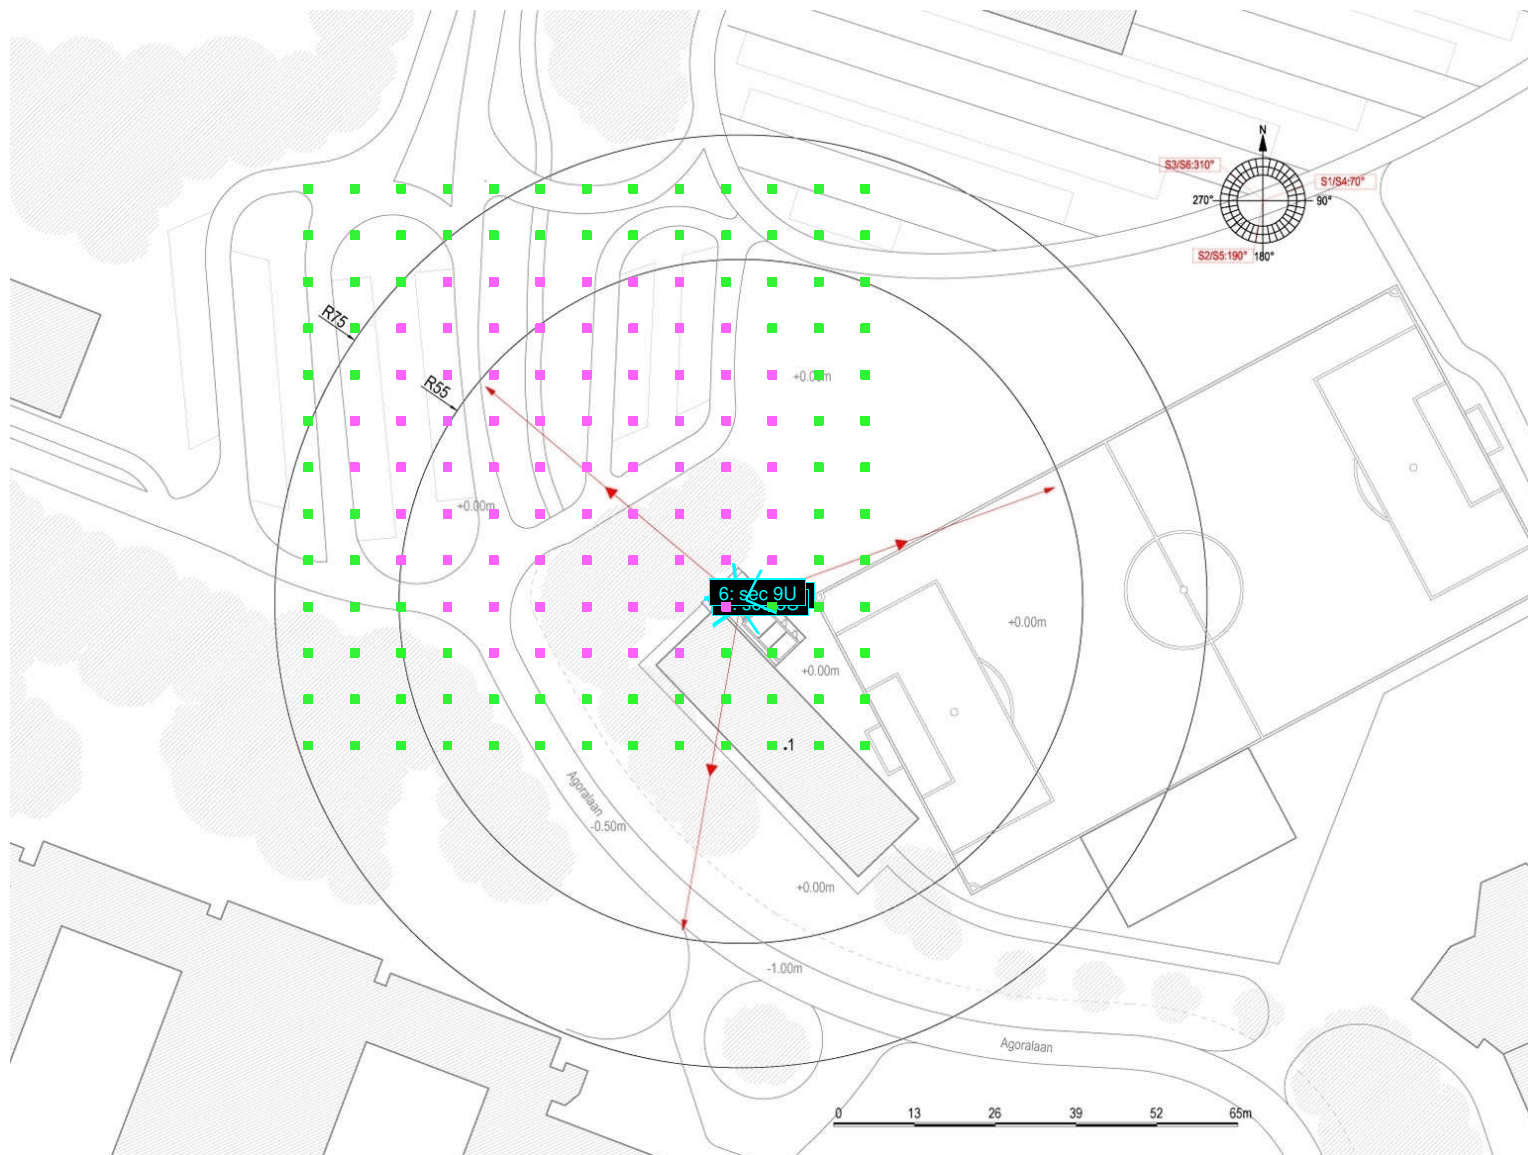 N
S3/S6:310°
S1/S4:70°
270°
90°
S2/S5:190°
180°
R75
R55
+0.00m
+0.00m
6: sec 9U
+0.00m
+0.00m
.1
Agoralaan
-0.50m
+0.00m
-1.00m
Agoralaan
0 13 26 39 52 65m